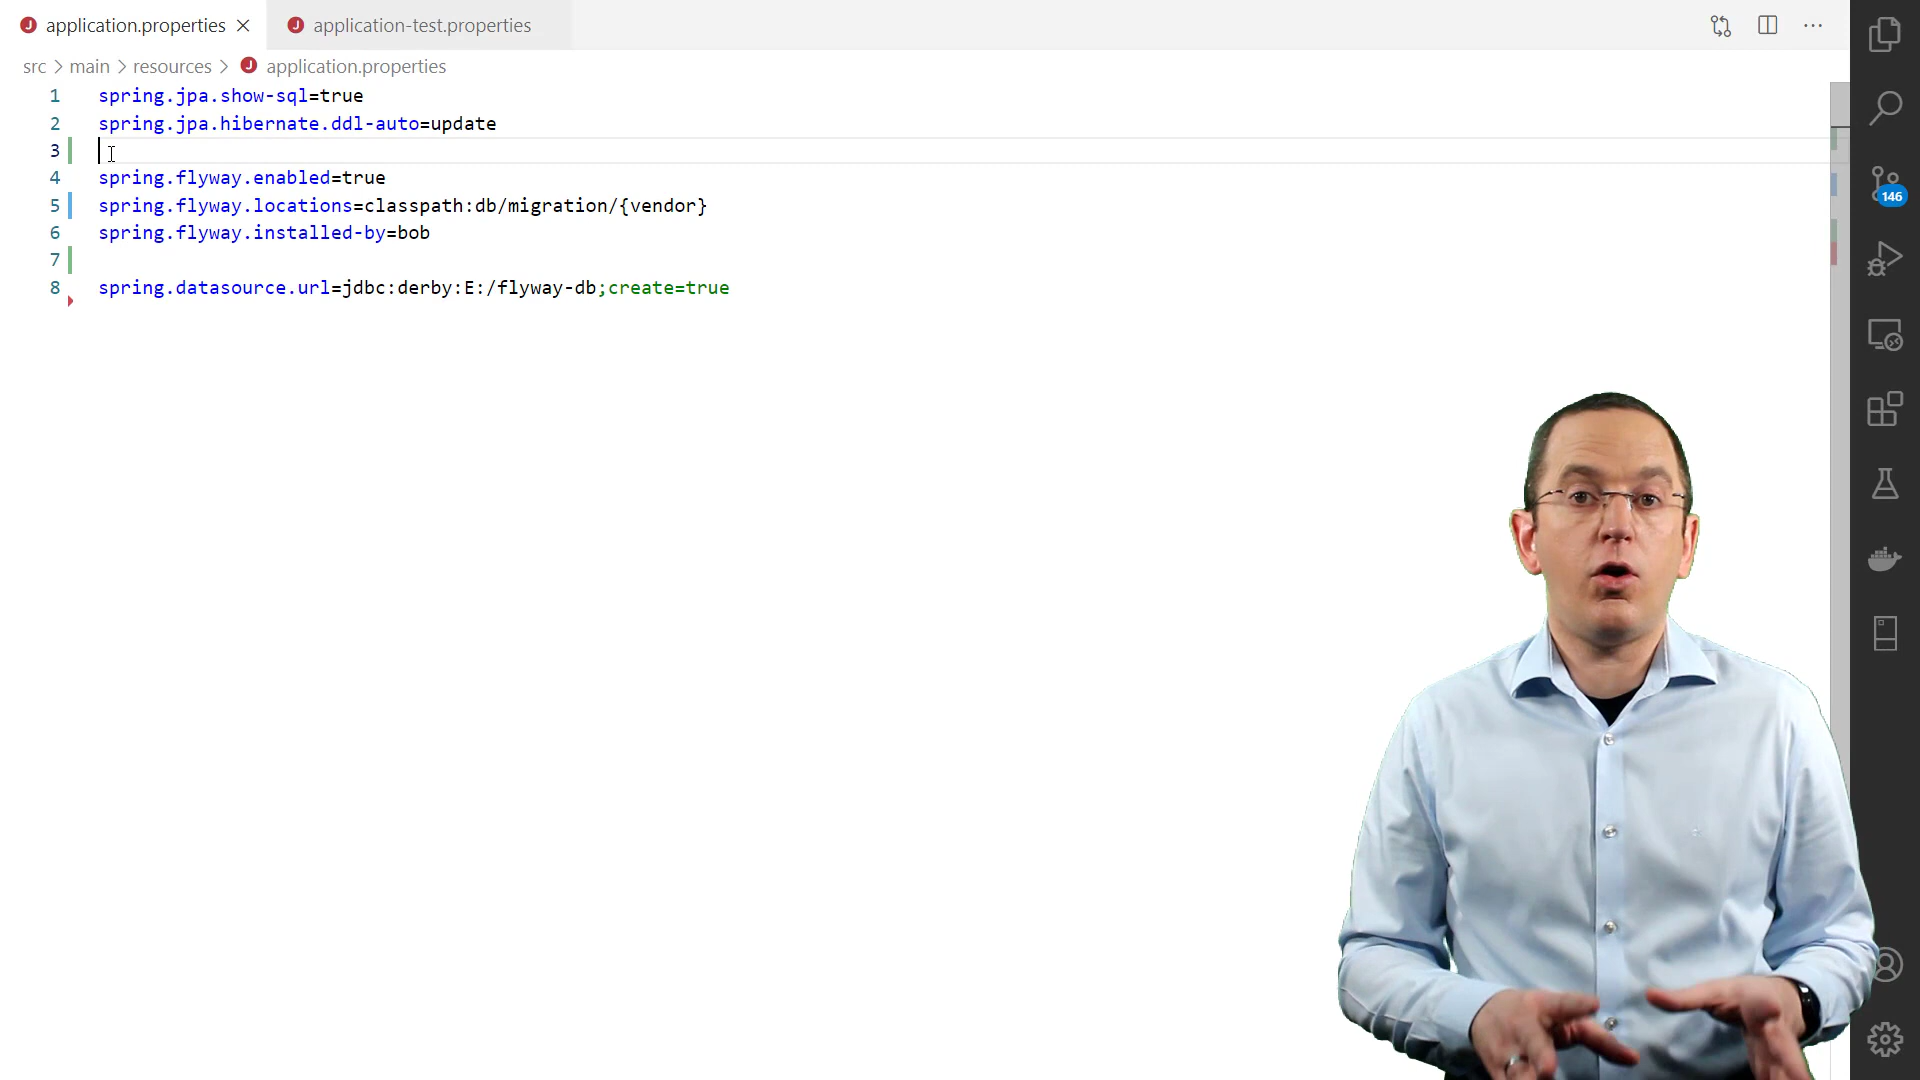 application.properties
application-test.properties
src > main > resources > application.properties
1 spring.jpa.show-sql=true
2 spring.jpa.hibernate.ddl-auto=update
3
4 spring.flyway.enabled=true
5 spring.flyway.locations=classpath:db/migration/{vendor}
6 spring.flyway.installed-by=bob
7
8 spring.datasource.url=jdbc:derby:E:/flyway-db;create=true
146